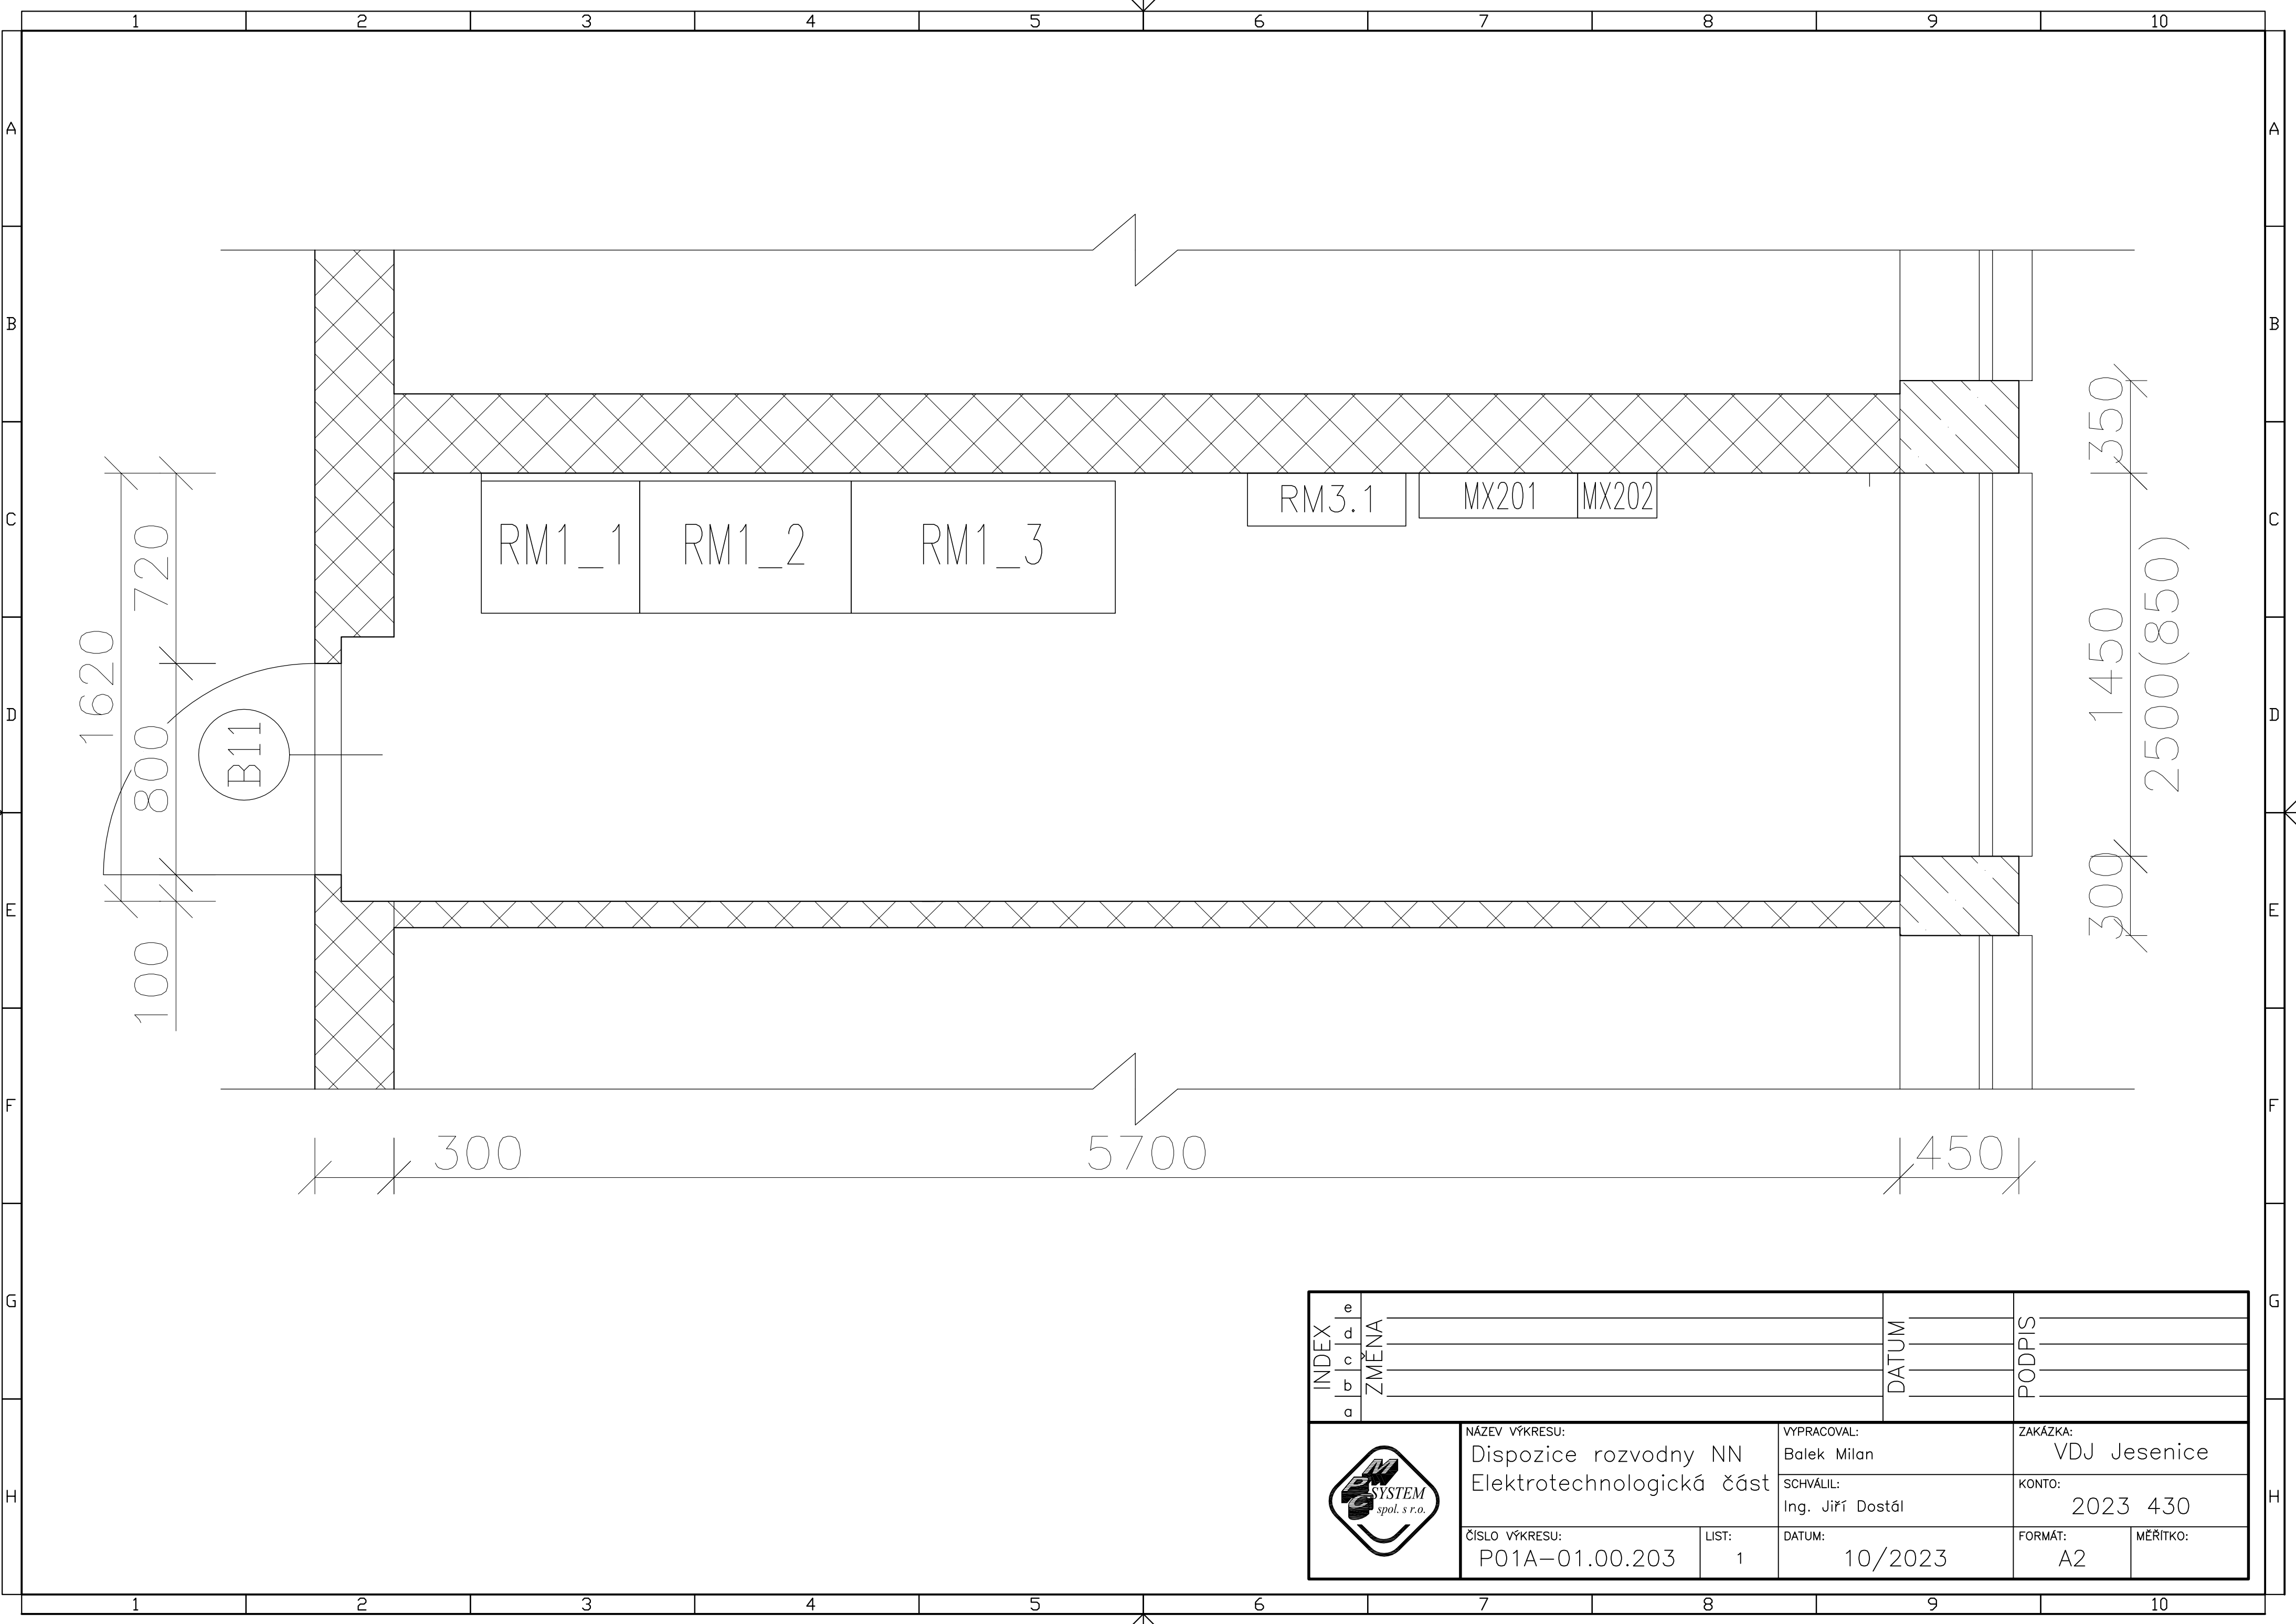 1 2 3 4 5 6 7 8 9 10
A A
B B
C C
D D
E E
F F
G G
H H
RM1_1 RM1_2 RM1_3 RM3.1 MX201 MX202
1620
720
800
100
B11
350
1450
2500(850)
300
300 5700 450
INDEX
e
d
c
b
a
ZMĚNA
DATUM
PODPIS
MPC
SYSTEM
spol. s r.o.
NÁZEV VÝKRESU:
Dispozice rozvodny NN
Elektrotechnologická část
VYPRACOVAL:
Balek Milan
ZAKÁZKA:
VDJ Jesenice
SCHVÁLIL:
Ing. Jiří Dostál
KONTO:
2023 430
ČÍSLO VÝKRESU:
P01A-01.00.203
LIST:
1
DATUM:
10/2023
FORMÁT:
A2
MĚŘÍTKO:
1 2 3 4 5 6 7 8 9 10